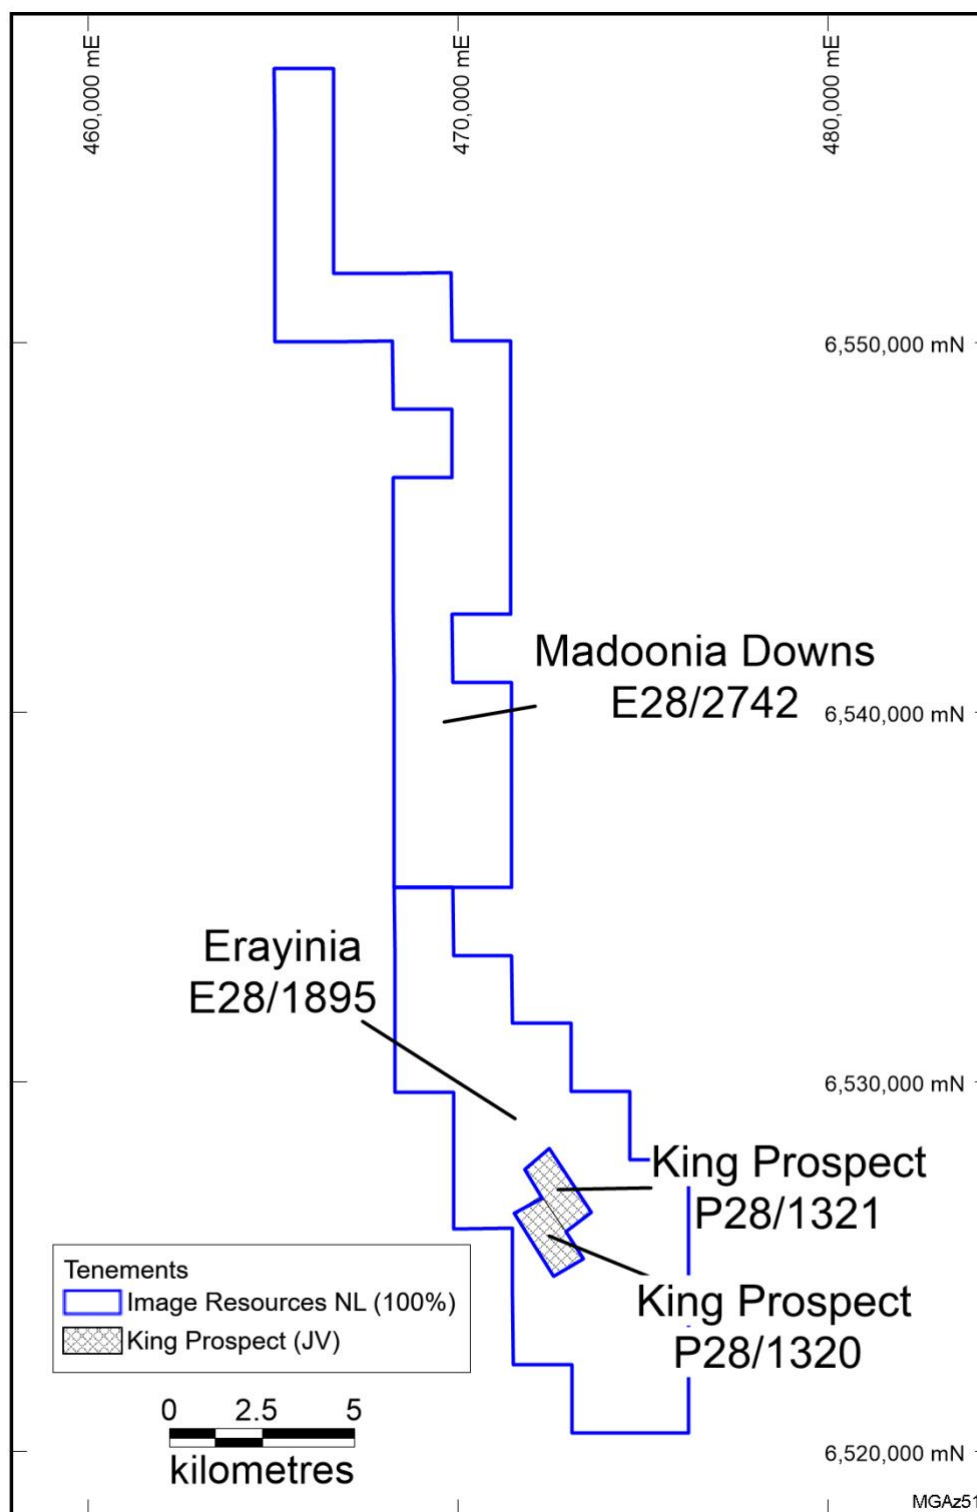 460,000 mE
470,000 mE
480,000 mE
6,550,000 mN
Madoonia Downs
E28/2742
6,540,000 mN
Erayinia
E28/1895
6,530,000 mN
King Prospect
P28/1321
King Prospect
P28/1320
Tenements
Image Resources NL (100%)
King Prospect (JV)
0 2.5 5
kilometres
6,520,000 mN
MGAz51